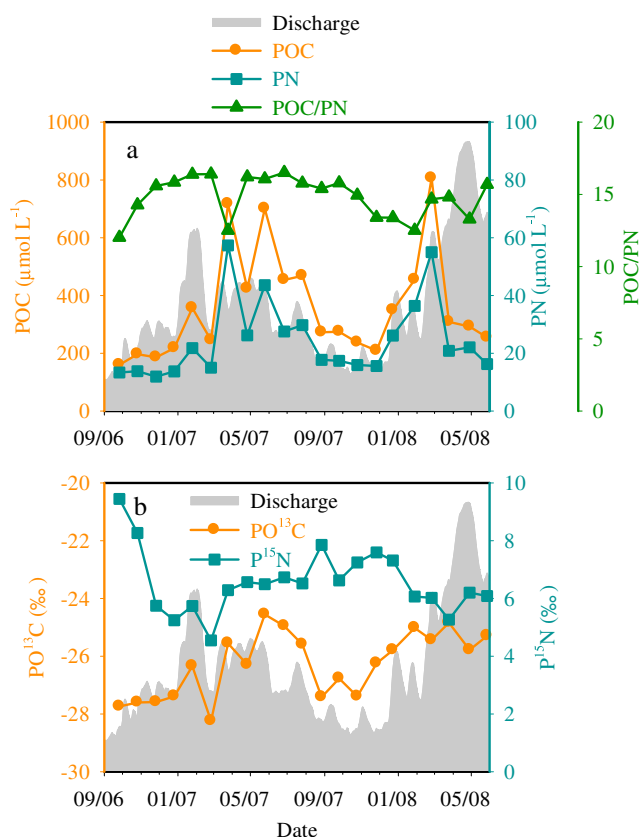 Discharge
POC
PN
POC/PN
a
1000
800
600
400
200
0
POC (µmol L⁻¹)
100
80
60
40
20
0
PN (µmol L⁻¹)
20
15
10
5
0
POC/PN
09/06 01/07 05/07 09/07 01/08 05/08
b
Discharge
PO¹³C
P¹⁵N
-20
-22
-24
-26
-28
-30
PO¹³C (‰)
10
8
6
4
2
0
P¹⁵N (‰)
09/06 01/07 05/07 09/07 01/08 05/08
Date